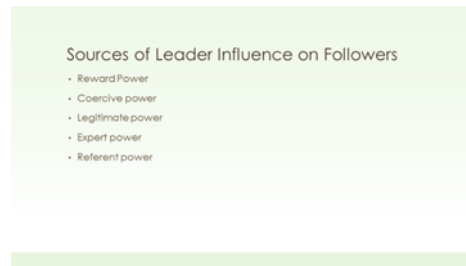 Sources of Leader Influence on Followers
• Reward Power
• Coercive power
• Legitimate power
• Expert power
• Referent power